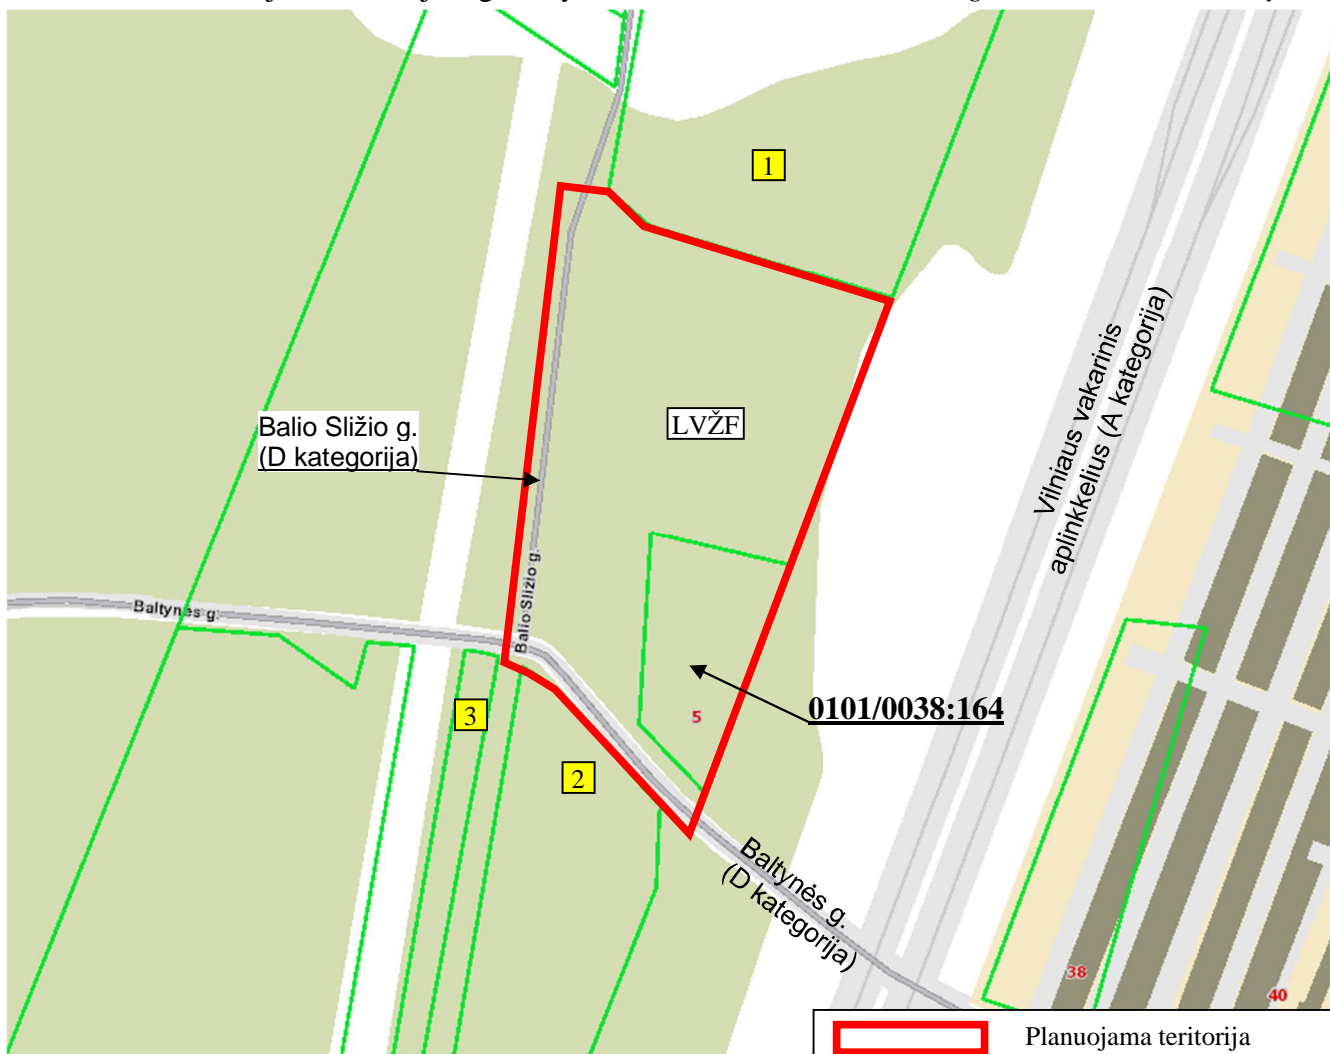 1
Balio Sližio g.
(D kategorija)
LVŽF
Vilniaus vakarinis
aplinkkelius (A kategorija)
Balio Sližio g.
Baltynės g.
3
5
0101/0038:164
2
Baltynės g.
(D kategorija)
38
40
Planuojama teritorija